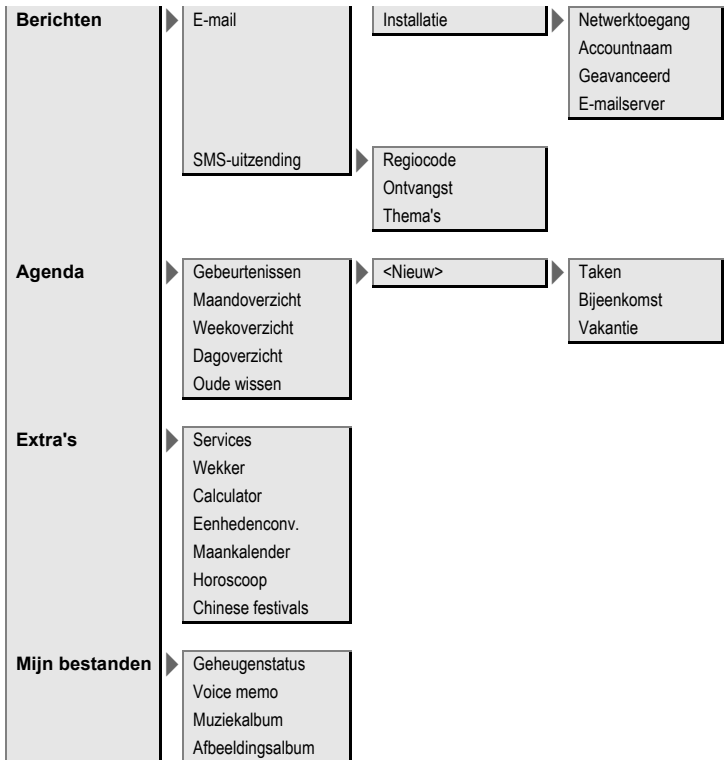 Berichten E-mail Installatie Netwerktoegang
Accountnaam
Geavanceerd
E-mailserver
SMS-uitzending Regiocode
Ontvangst
Thema's
Agenda Gebeurtenissen <Nieuw> Taken
Maandoverzicht Bijeenkomst
Weekoverzicht Vakantie
Dagoverzicht
Oude wissen
Extra's Services
Wekker
Calculator
Eenhedenconv.
Maankalender
Horoscoop
Chinese festivals
Mijn bestanden Geheugenstatus
Voice memo
Muziekalbum
Afbeeldingsalbum